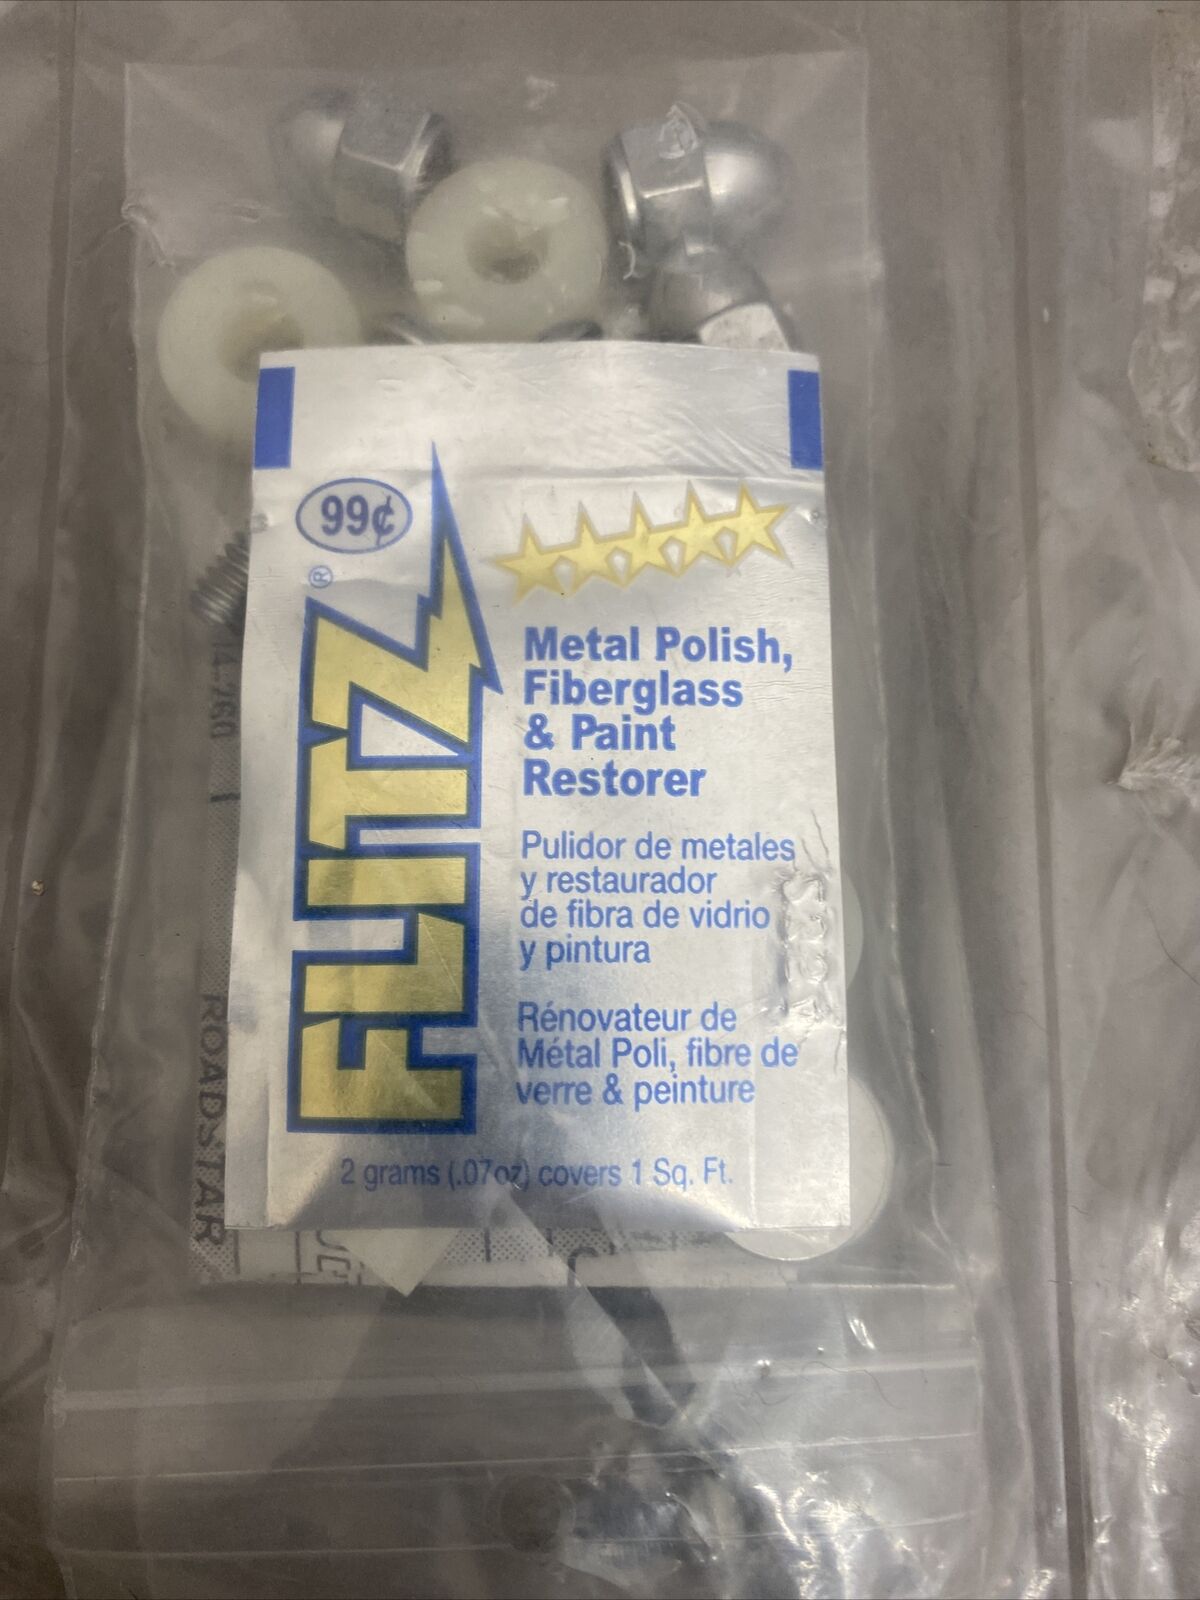 99¢
FLITZ®
Metal Polish,
Fiberglass
& Paint
Restorer
Pulidor de metales
y restaurador
de fibra de vidrio
y pintura
Rénovateur de
Métal Poli, fibre de
verre & peinture
2 grams (.07oz) covers 1 Sq. Ft.
ROADSTAR